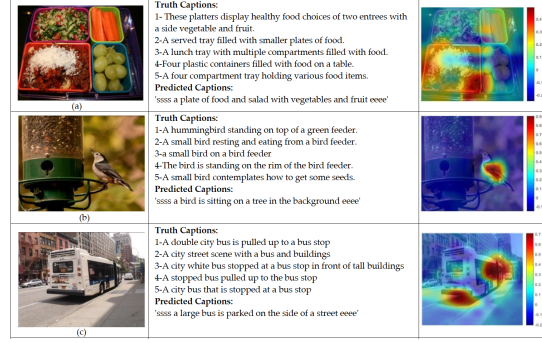 Truth Captions:
1- These platters display healthy food choices of two entrees with
a side vegetable and fruit.
2-A served tray filled with smaller plates of food.
3-A lunch tray with multiple compartments filled with food.
4-Four plastic containers filled with food on a table.
5-A four compartment tray holding various food items.
Predicted Captions:
'ssss a plate of food and salad with vegetables and fruit eeee'
(a)
Truth Captions:
1-A hummingbird standing on top of a green feeder.
2-A small bird resting and eating from a bird feeder.
3-a small bird on a bird feeder
4-The bird is standing on the rim of the bird feeder.
5-A small bird contemplates how to get some seeds.
Predicted Captions:
'ssss a bird is sitting on a tree in the background eeee'
(b)
Truth Captions:
1-A double city bus is pulled up to a bus stop
2-A city street scene with a bus and buildings
3-A city white bus stopped at a bus stop in front of tall buildings
4-A stopped bus pulled up to the bus stop
5-A city bus that is stopped at a bus stop
Predicted Captions:
'ssss a large bus is parked on the side of a street eeee'
(c)